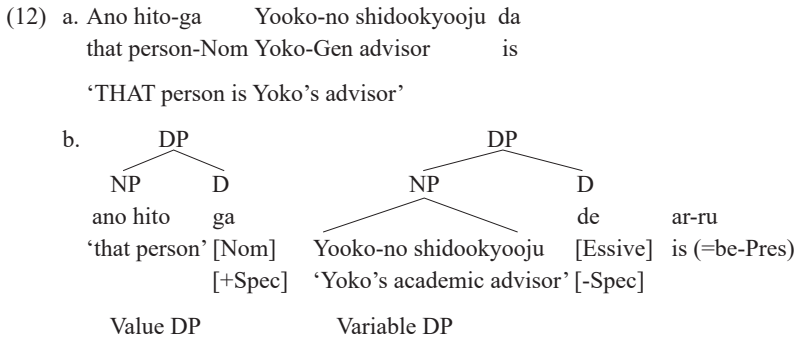 (12) a. Ano hito-ga Yooko-no shidookyooju da
that person-Nom Yoko-Gen advisor is
‘THAT person is Yoko’s advisor’
b. DP DP
NP D NP D
ano hito ga de ar-ru
‘that person’ [Nom] Yooko-no shidookyooju [Essive] is (=be-Pres)
[+Spec] ‘Yoko’s academic advisor’ [-Spec]
Value DP Variable DP